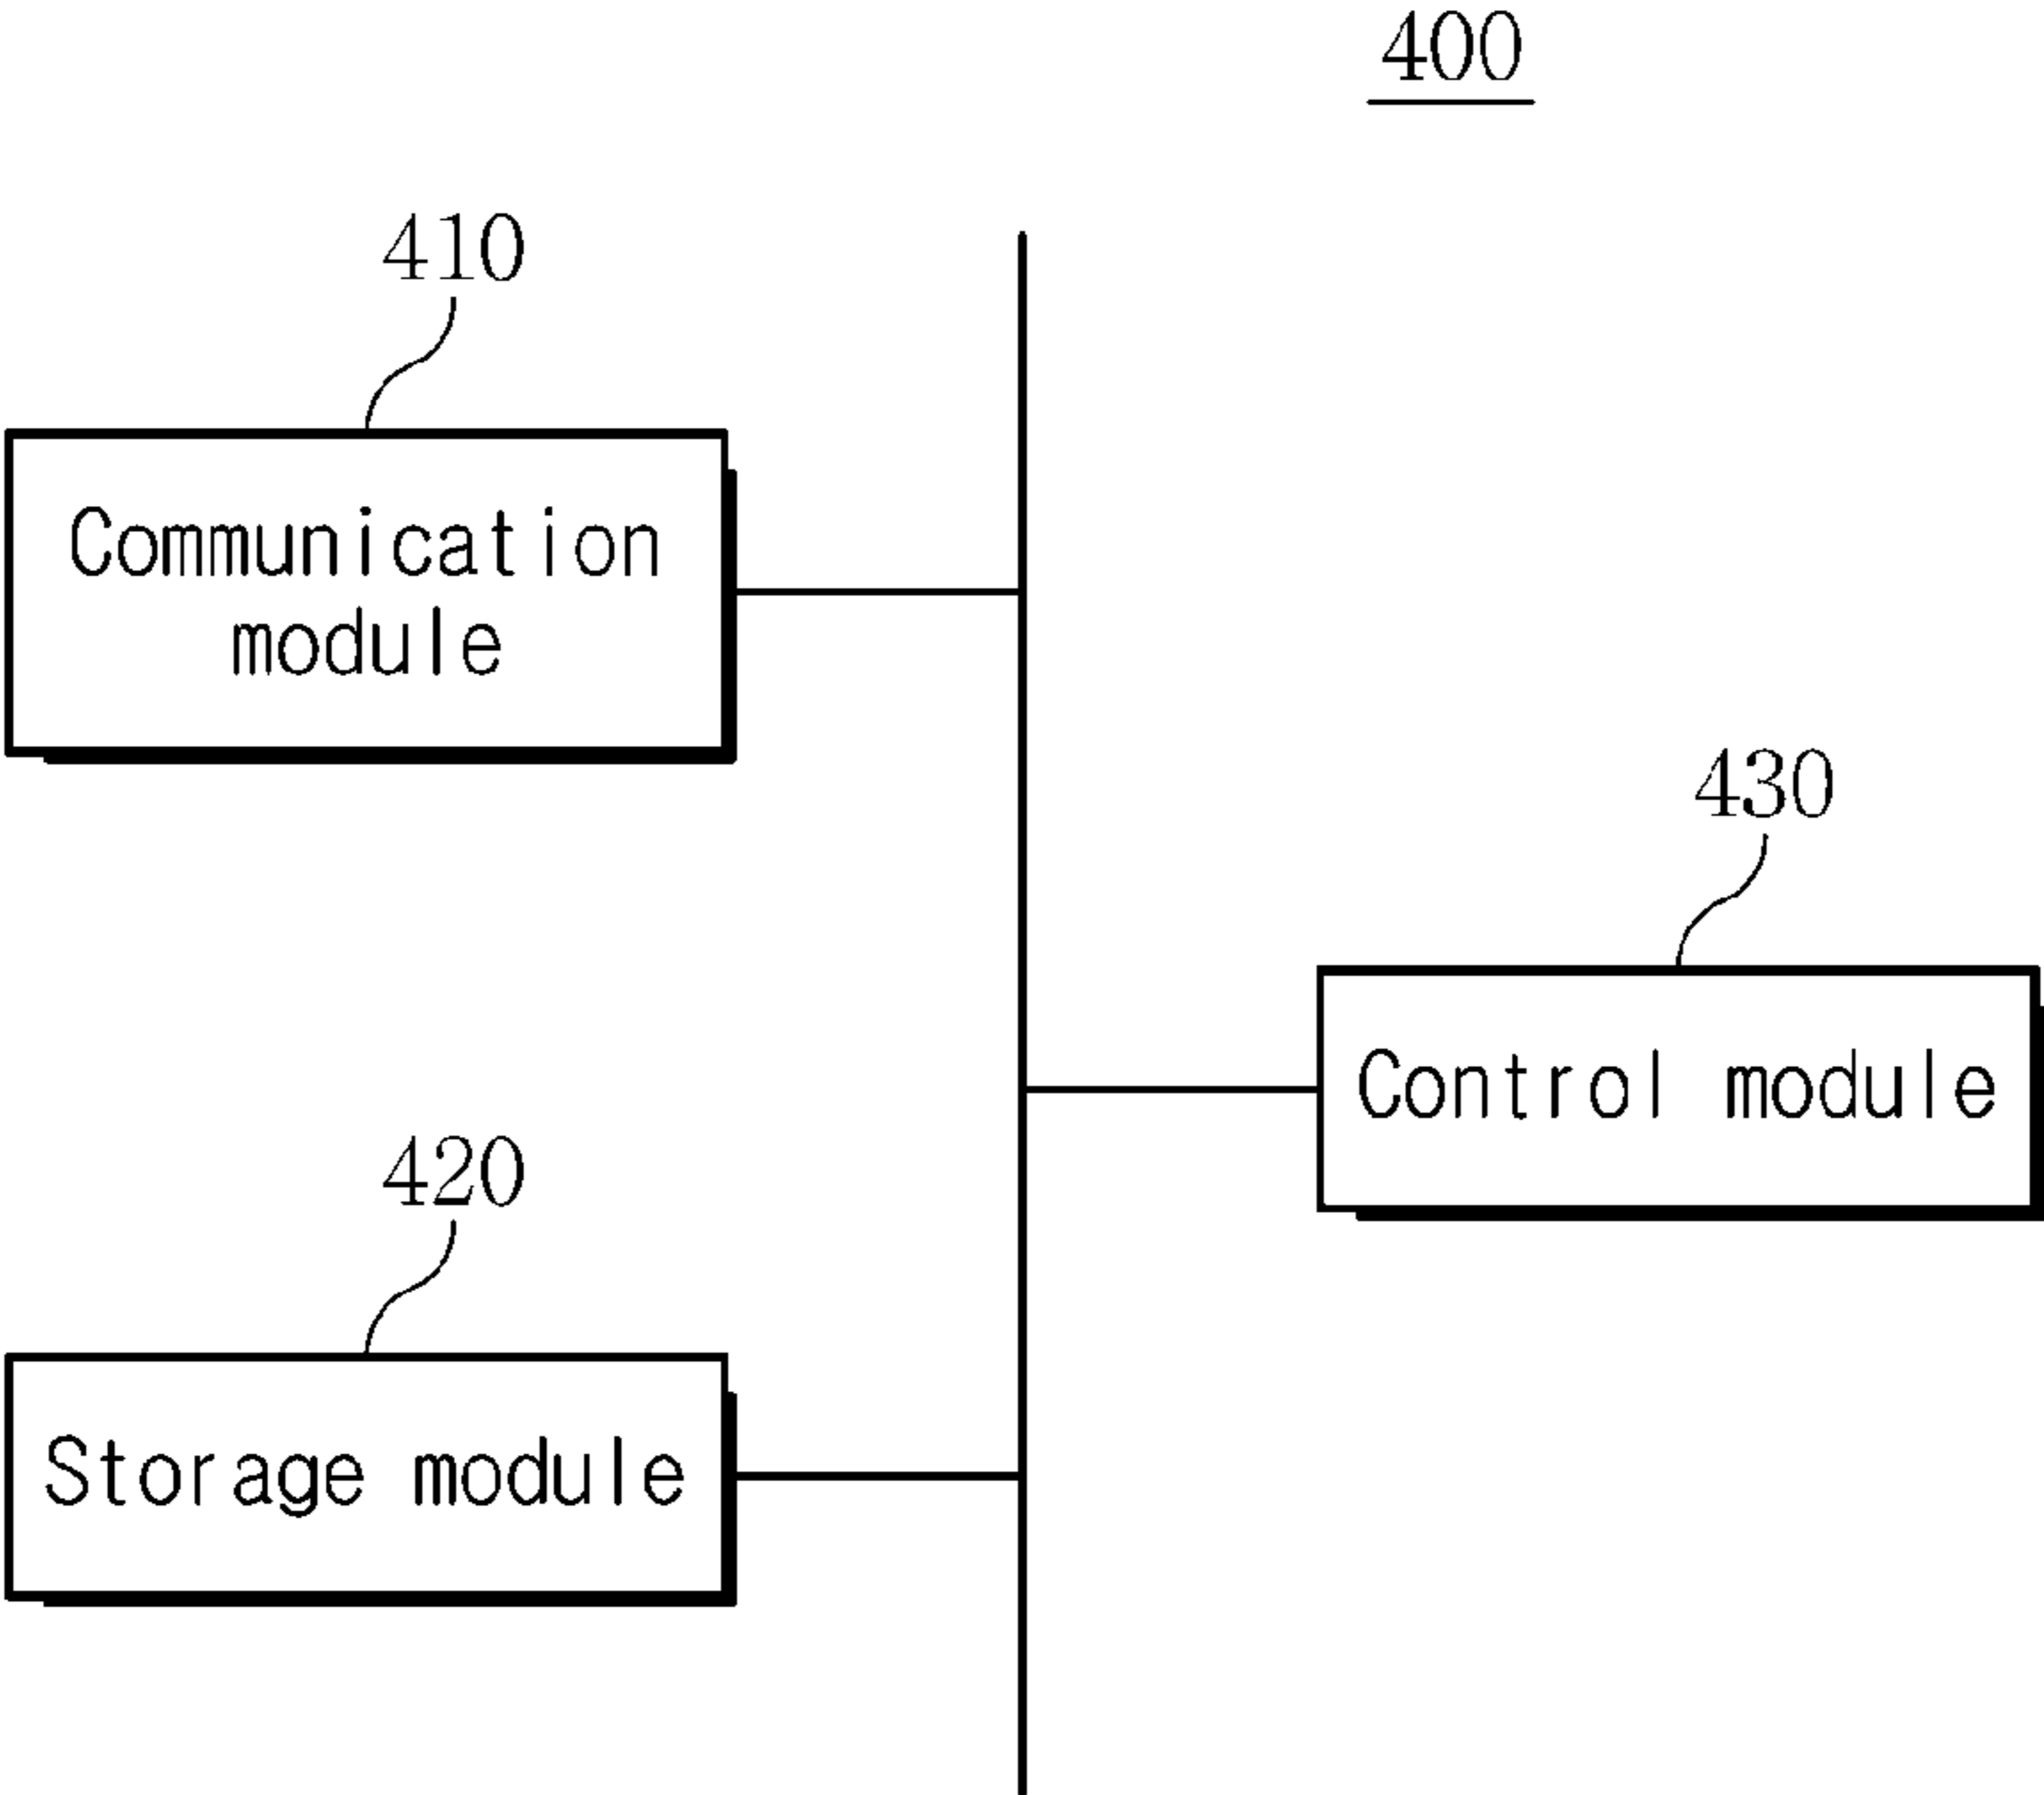 400
410
Communication
module
430
Control module
420
Storage module